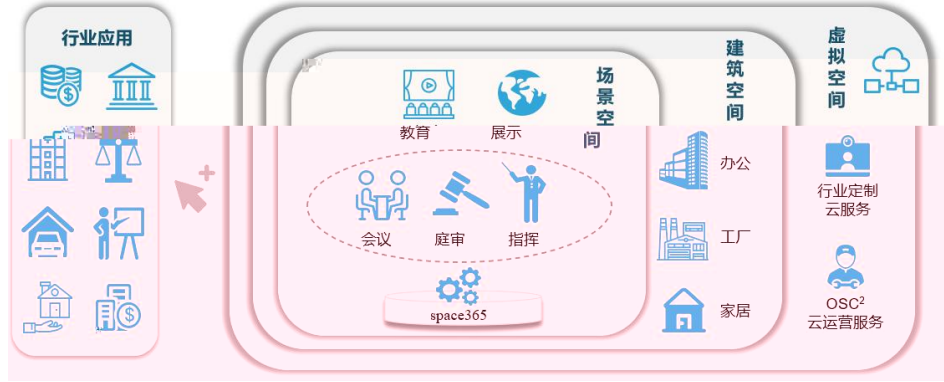 行业应用
场景空间
建筑空间
虚拟空间
教育
展示
会议
庭审
指挥
space365
办公
工厂
家居
行业定制
云服务
OSC²
云运营服务